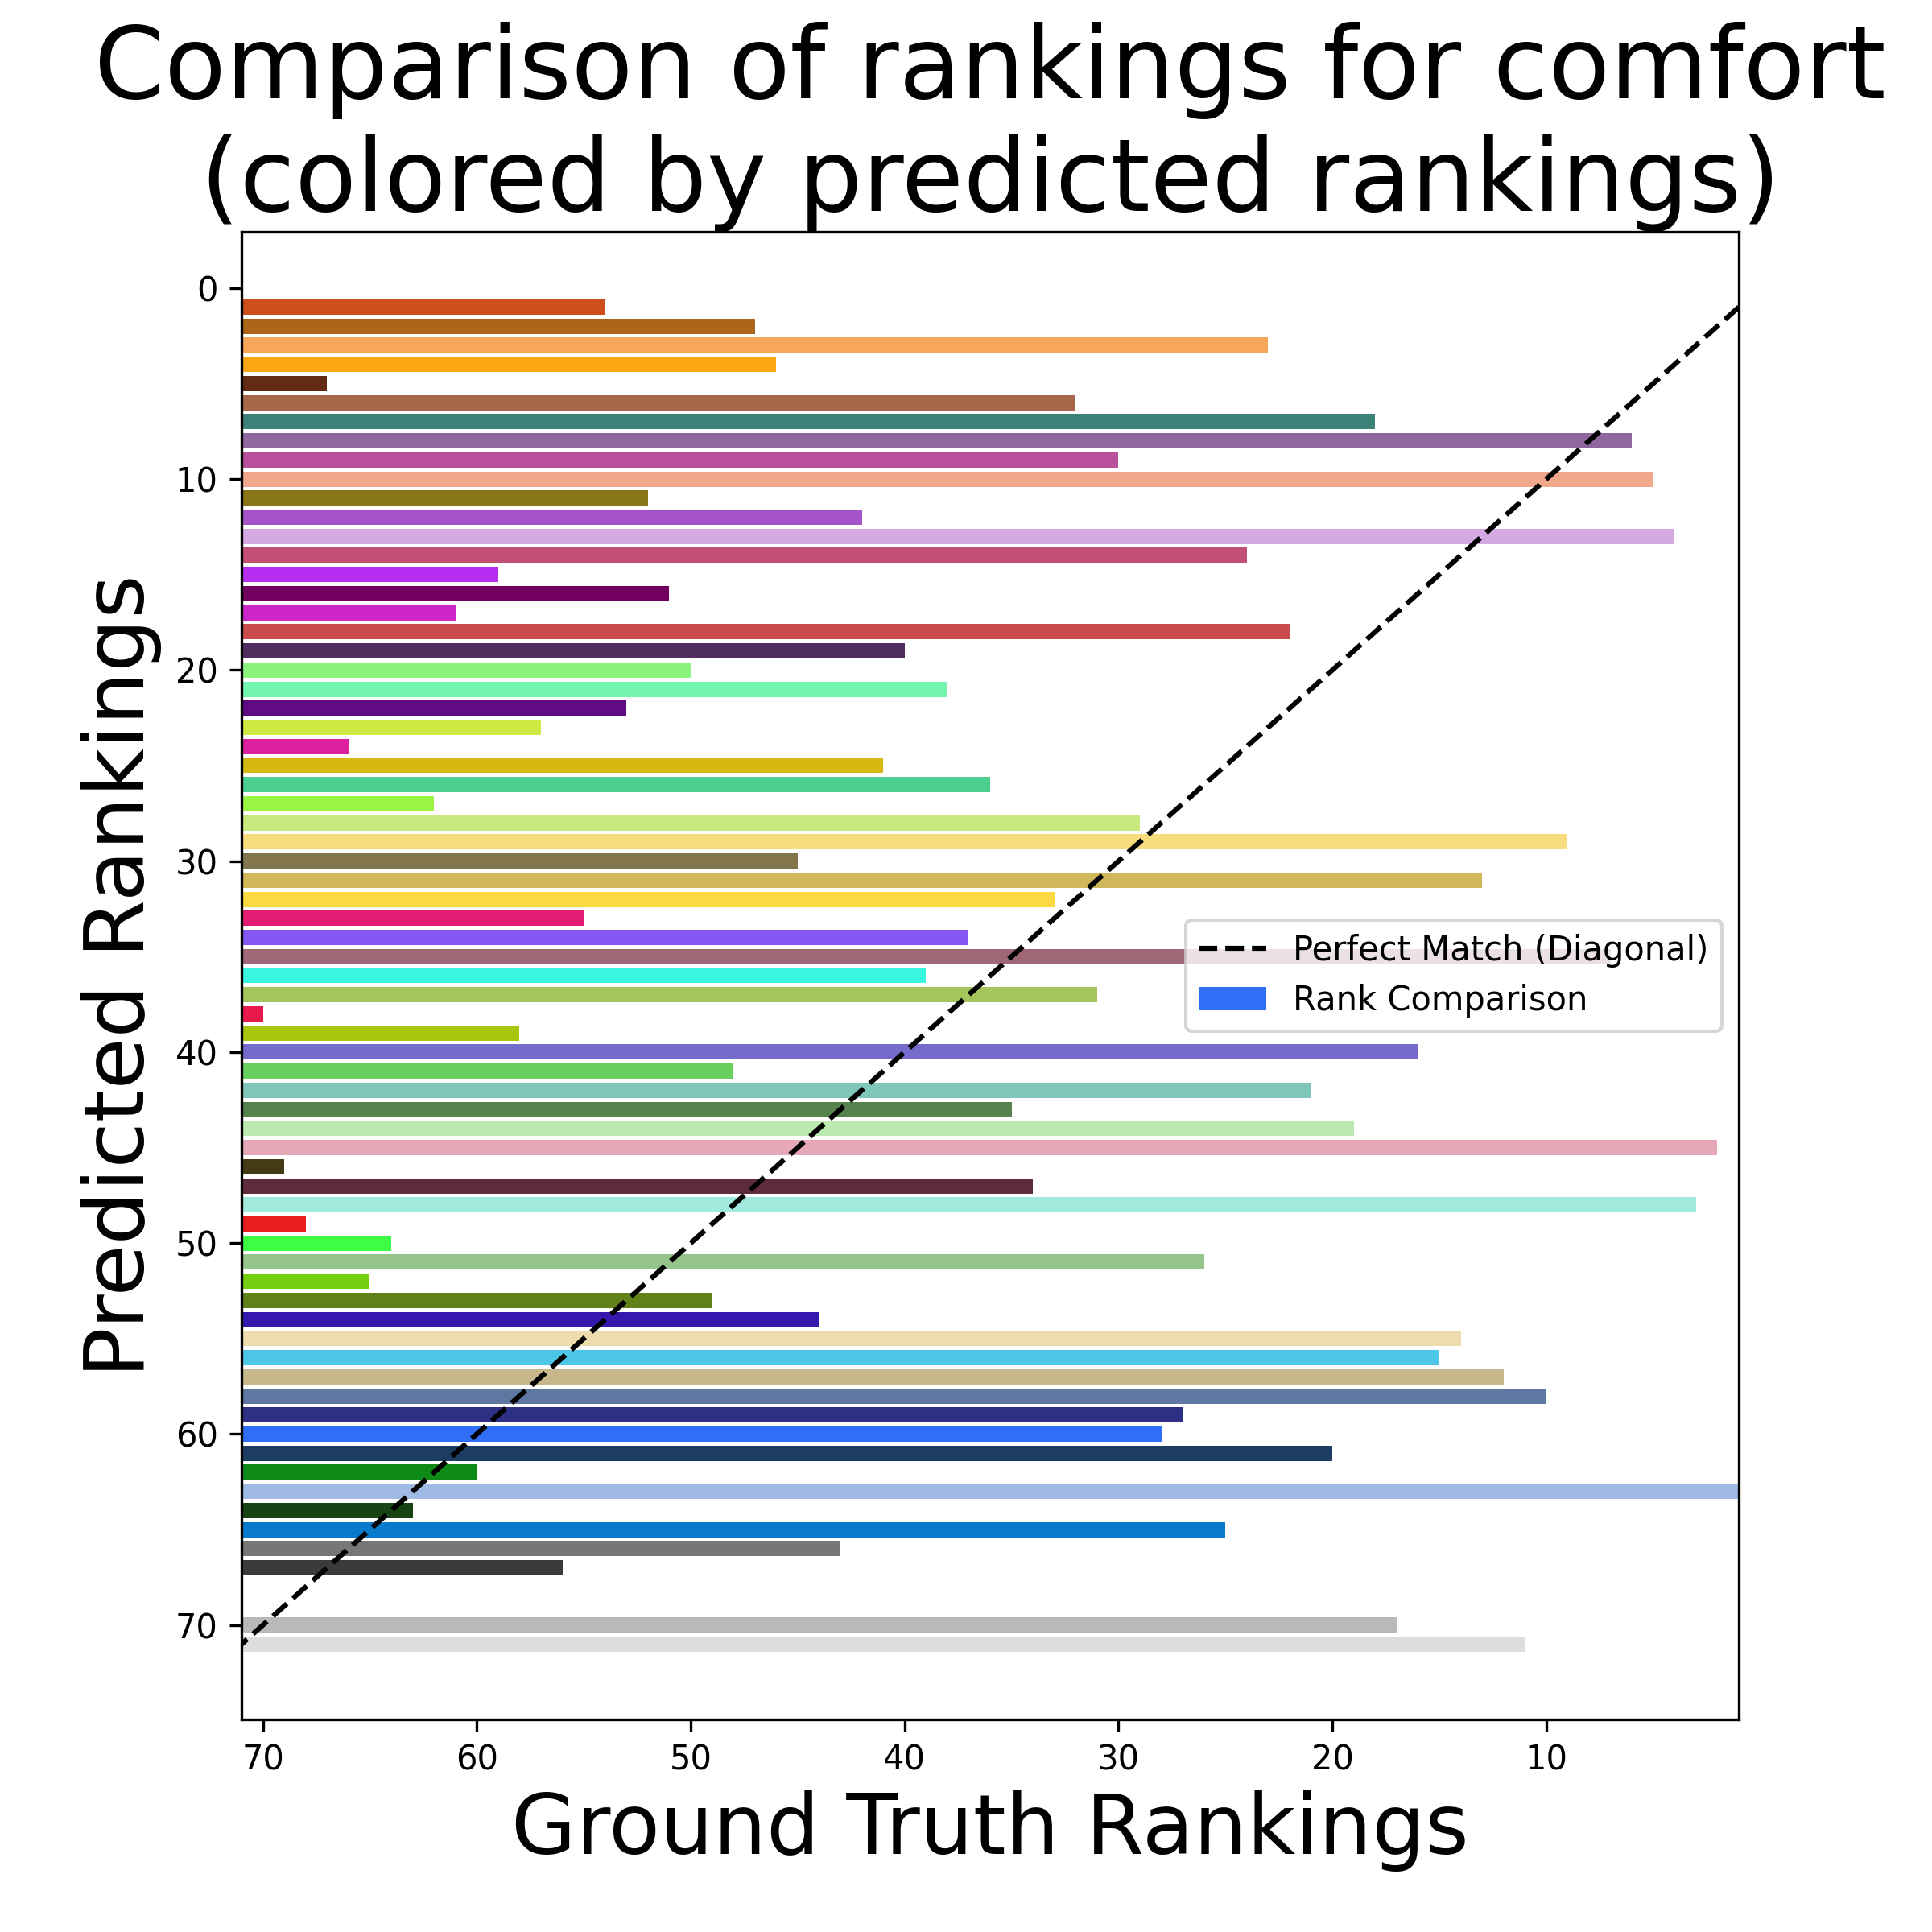 Comparison of rankings for comfort
(colored by predicted rankings)
Predicted Rankings
0
10
20
30
40
50
60
70
Perfect Match (Diagonal)
Rank Comparison
70 60 50 40 30 20 10
Ground Truth Rankings